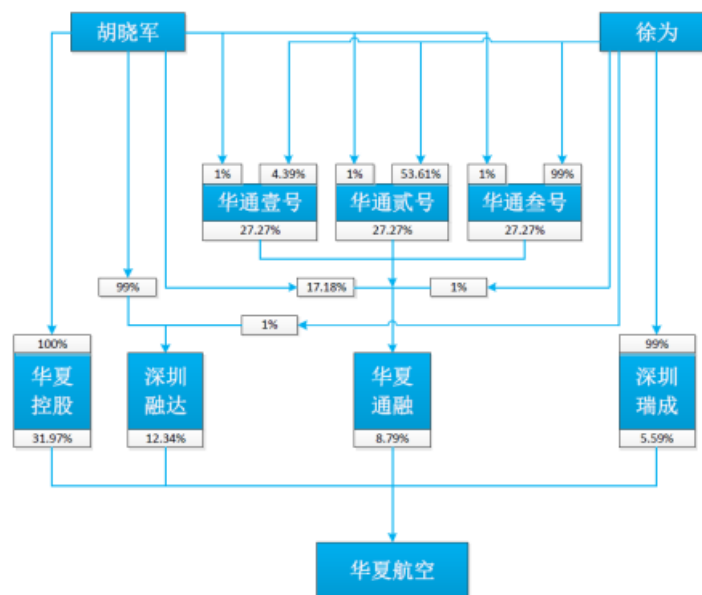 胡晓军
徐为
1%
4.39%
1%
53.61%
1%
99%
华通壹号
华通贰号
华通叁号
27.27%
27.27%
27.27%
99%
17.18%
1%
1%
100%
99%
华夏
控股
深圳
融达
华夏
通融
深圳
瑞成
31.97%
12.34%
8.79%
5.59%
华夏航空